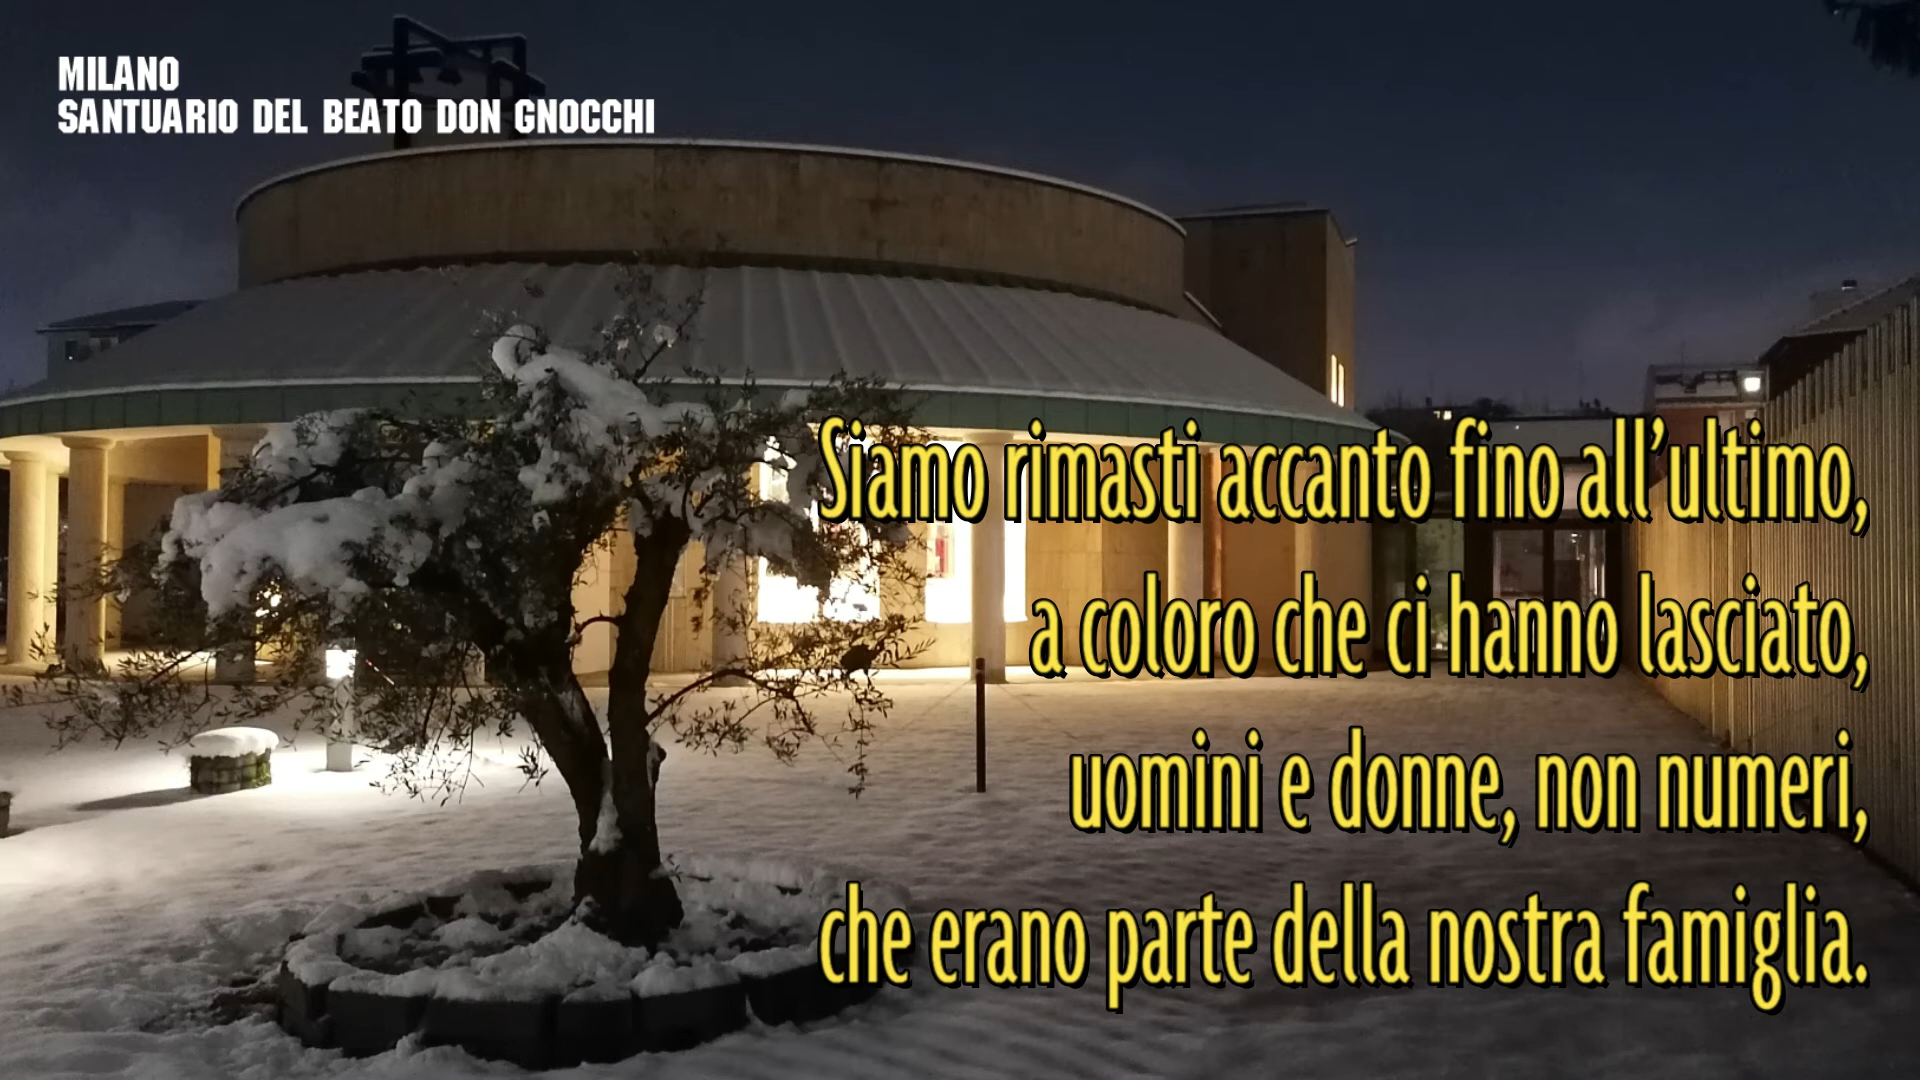 MILANO
SANTUARIO DEL BEATO DON GNOCCHI
Siamo rimasti accanto fino all’ultimo,
a coloro che ci hanno lasciato,
uomini e donne, non numeri,
che erano parte della nostra famiglia.